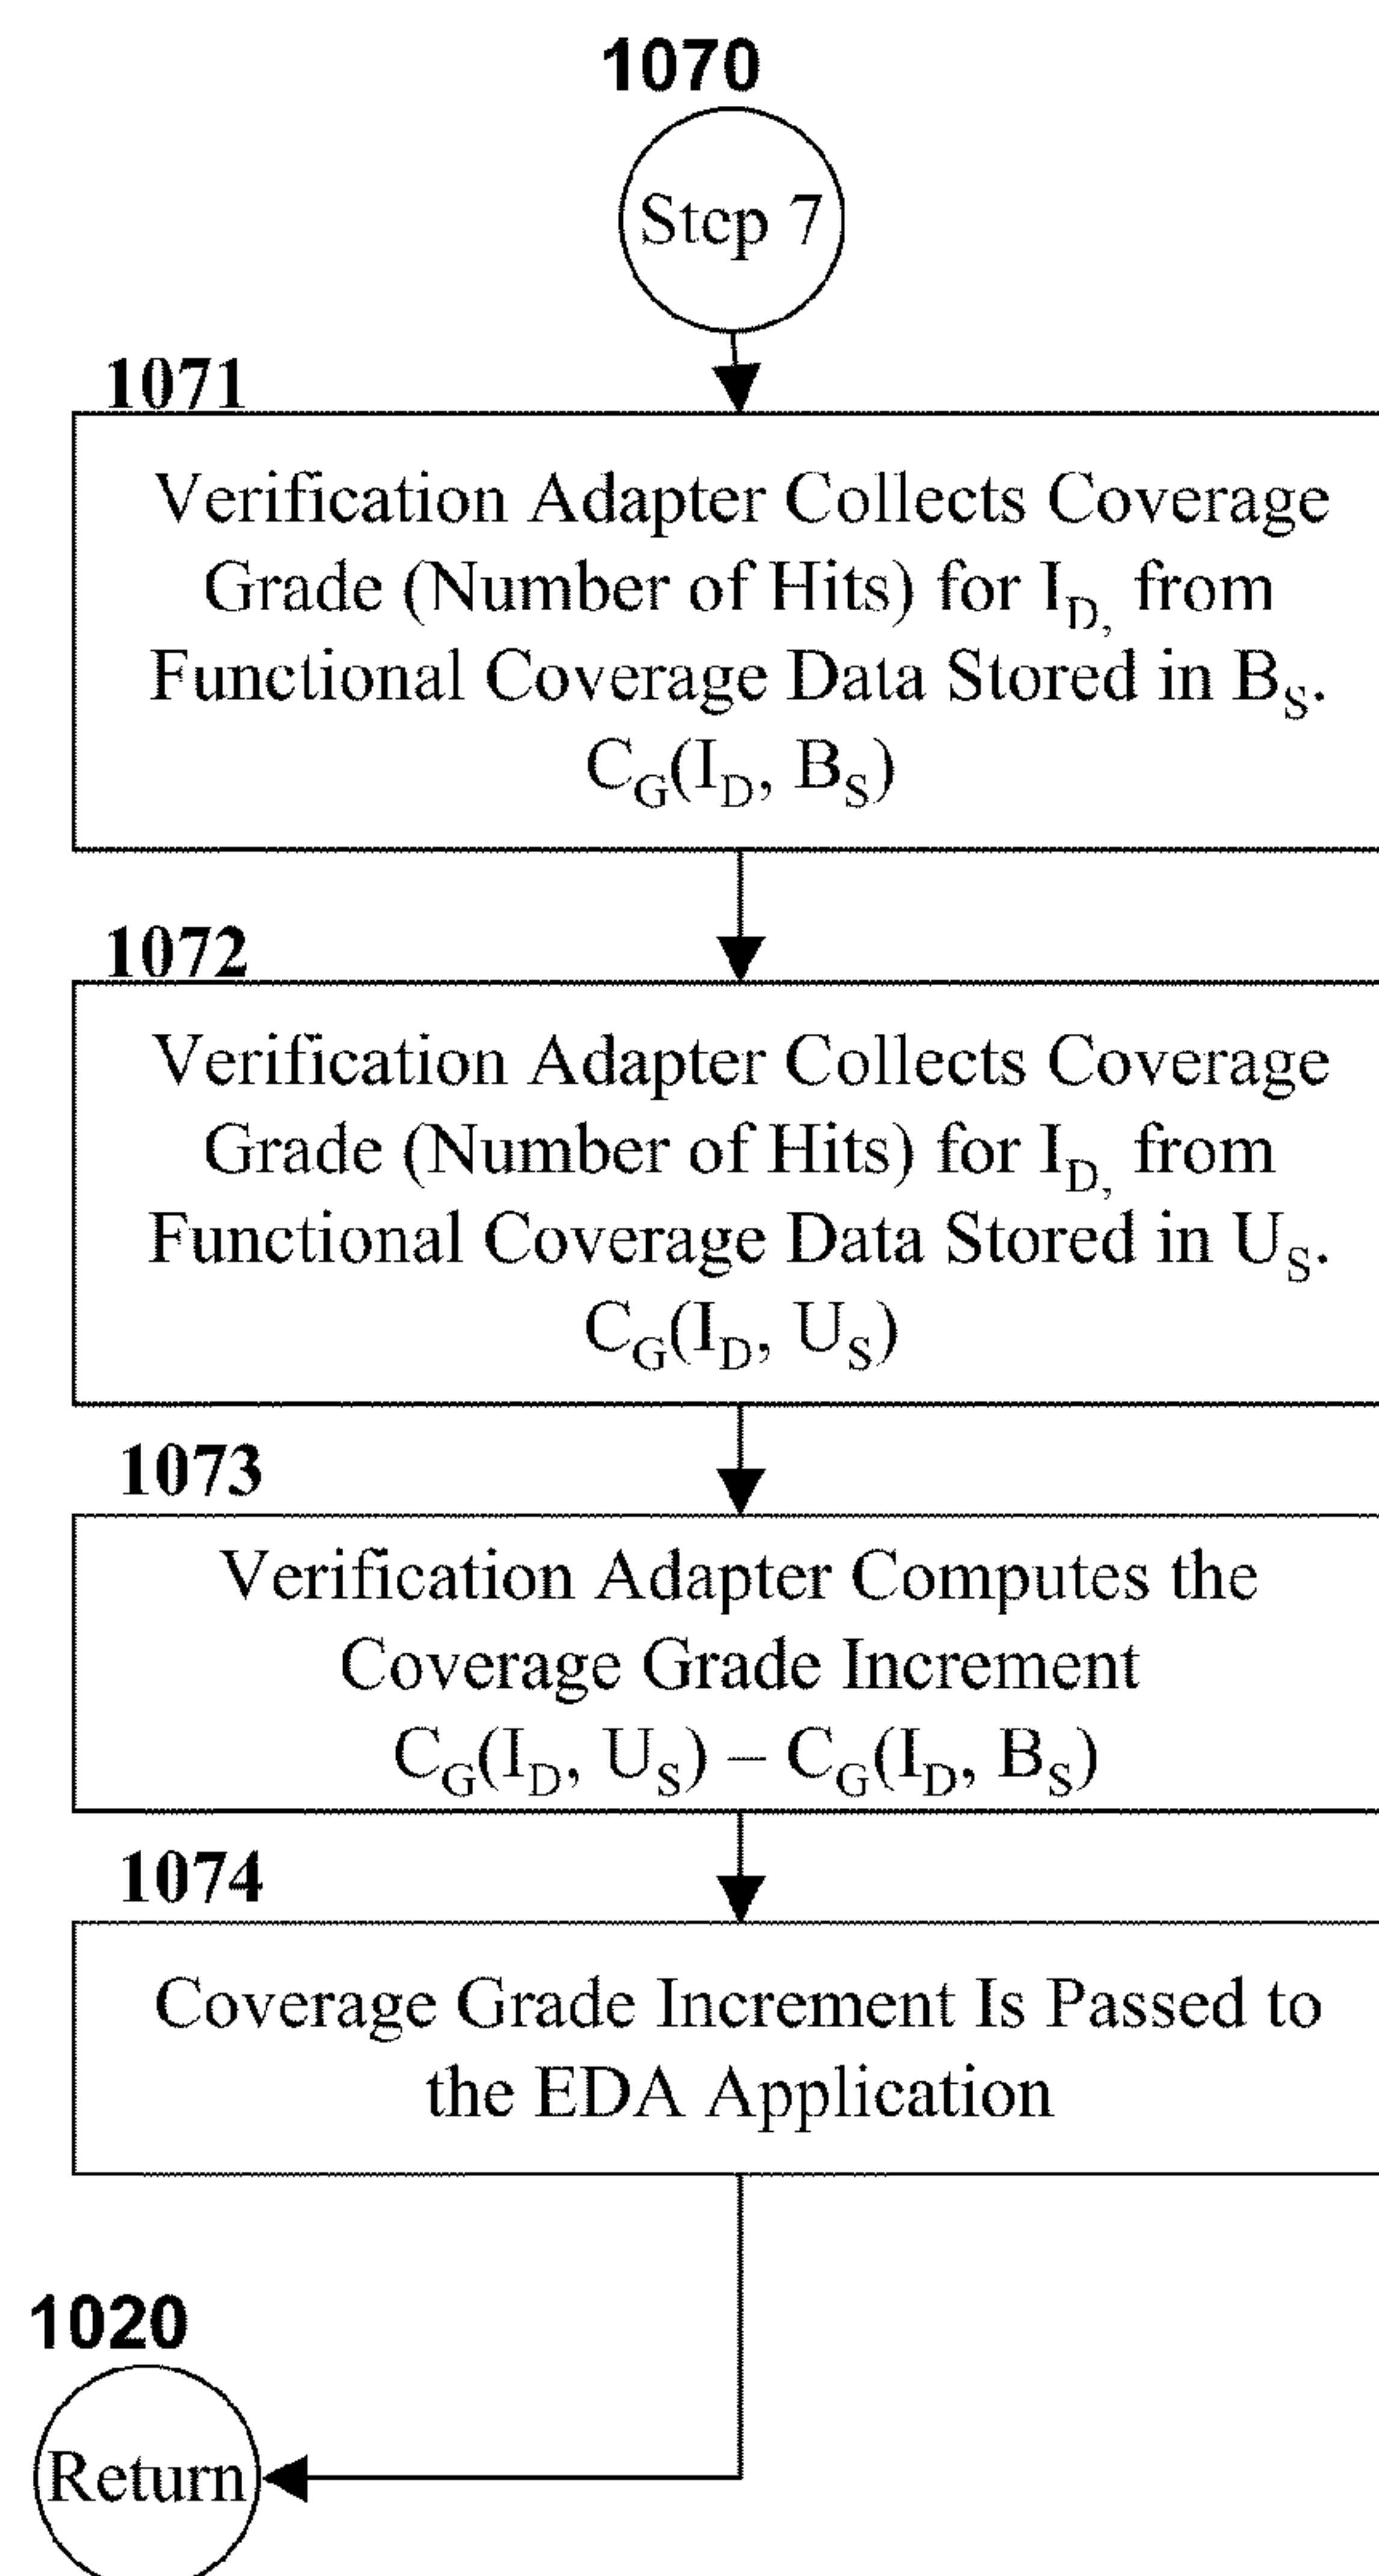 1070
Step 7
1071
Verification Adapter Collects Coverage
Grade (Number of Hits) for I_D, from
Functional Coverage Data Stored in B_S.
C_G(I_D, B_S)
1072
Verification Adapter Collects Coverage
Grade (Number of Hits) for I_D, from
Functional Coverage Data Stored in U_S.
C_G(I_D, U_S)
1073
Verification Adapter Computes the
Coverage Grade Increment
C_G(I_D, U_S) – C_G(I_D, B_S)
1074
Coverage Grade Increment Is Passed to
the EDA Application
1020
Return